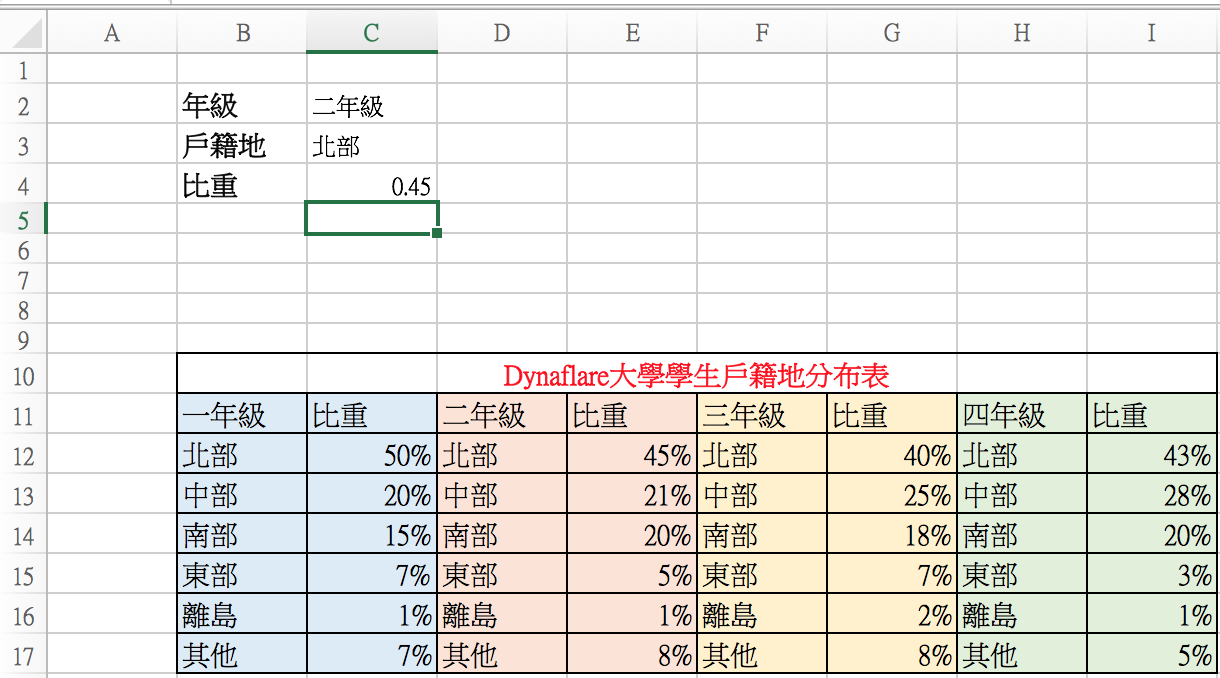 A B C D E F G H I
1
2 年級 二年級
3 戶籍地 北部
4 比重 0.45
5
6
7
8
9
10 Dynaflare大學學生戶籍地分布表
11 一年級 比重 二年級 比重 三年級 比重 四年級 比重
12 北部 50% 北部 45% 北部 40% 北部 43%
13 中部 20% 中部 21% 中部 25% 中部 28%
14 南部 15% 南部 20% 南部 18% 南部 20%
15 東部 7% 東部 5% 東部 7% 東部 3%
16 離島 1% 離島 1% 離島 2% 離島 1%
17 其他 7% 其他 8% 其他 8% 其他 5%